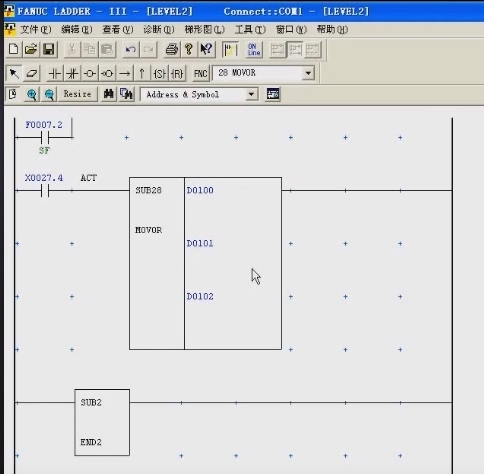 FANUC LADDER - III - [LEVEL2] Connect::COM1 - [LEVEL2]
文件(F) 编辑(E) 查看(V) 诊断(D) 梯形图(L) 工具(T) 窗口(W) 帮助(H)
ON Line
(S) (R) FNC 28 MOVOR
Resize Address & Symbol
F0007.2
SF
X0027.4 ACT
SUB28 D0100
MOVOR
D0101
D0102
SUB2
END2